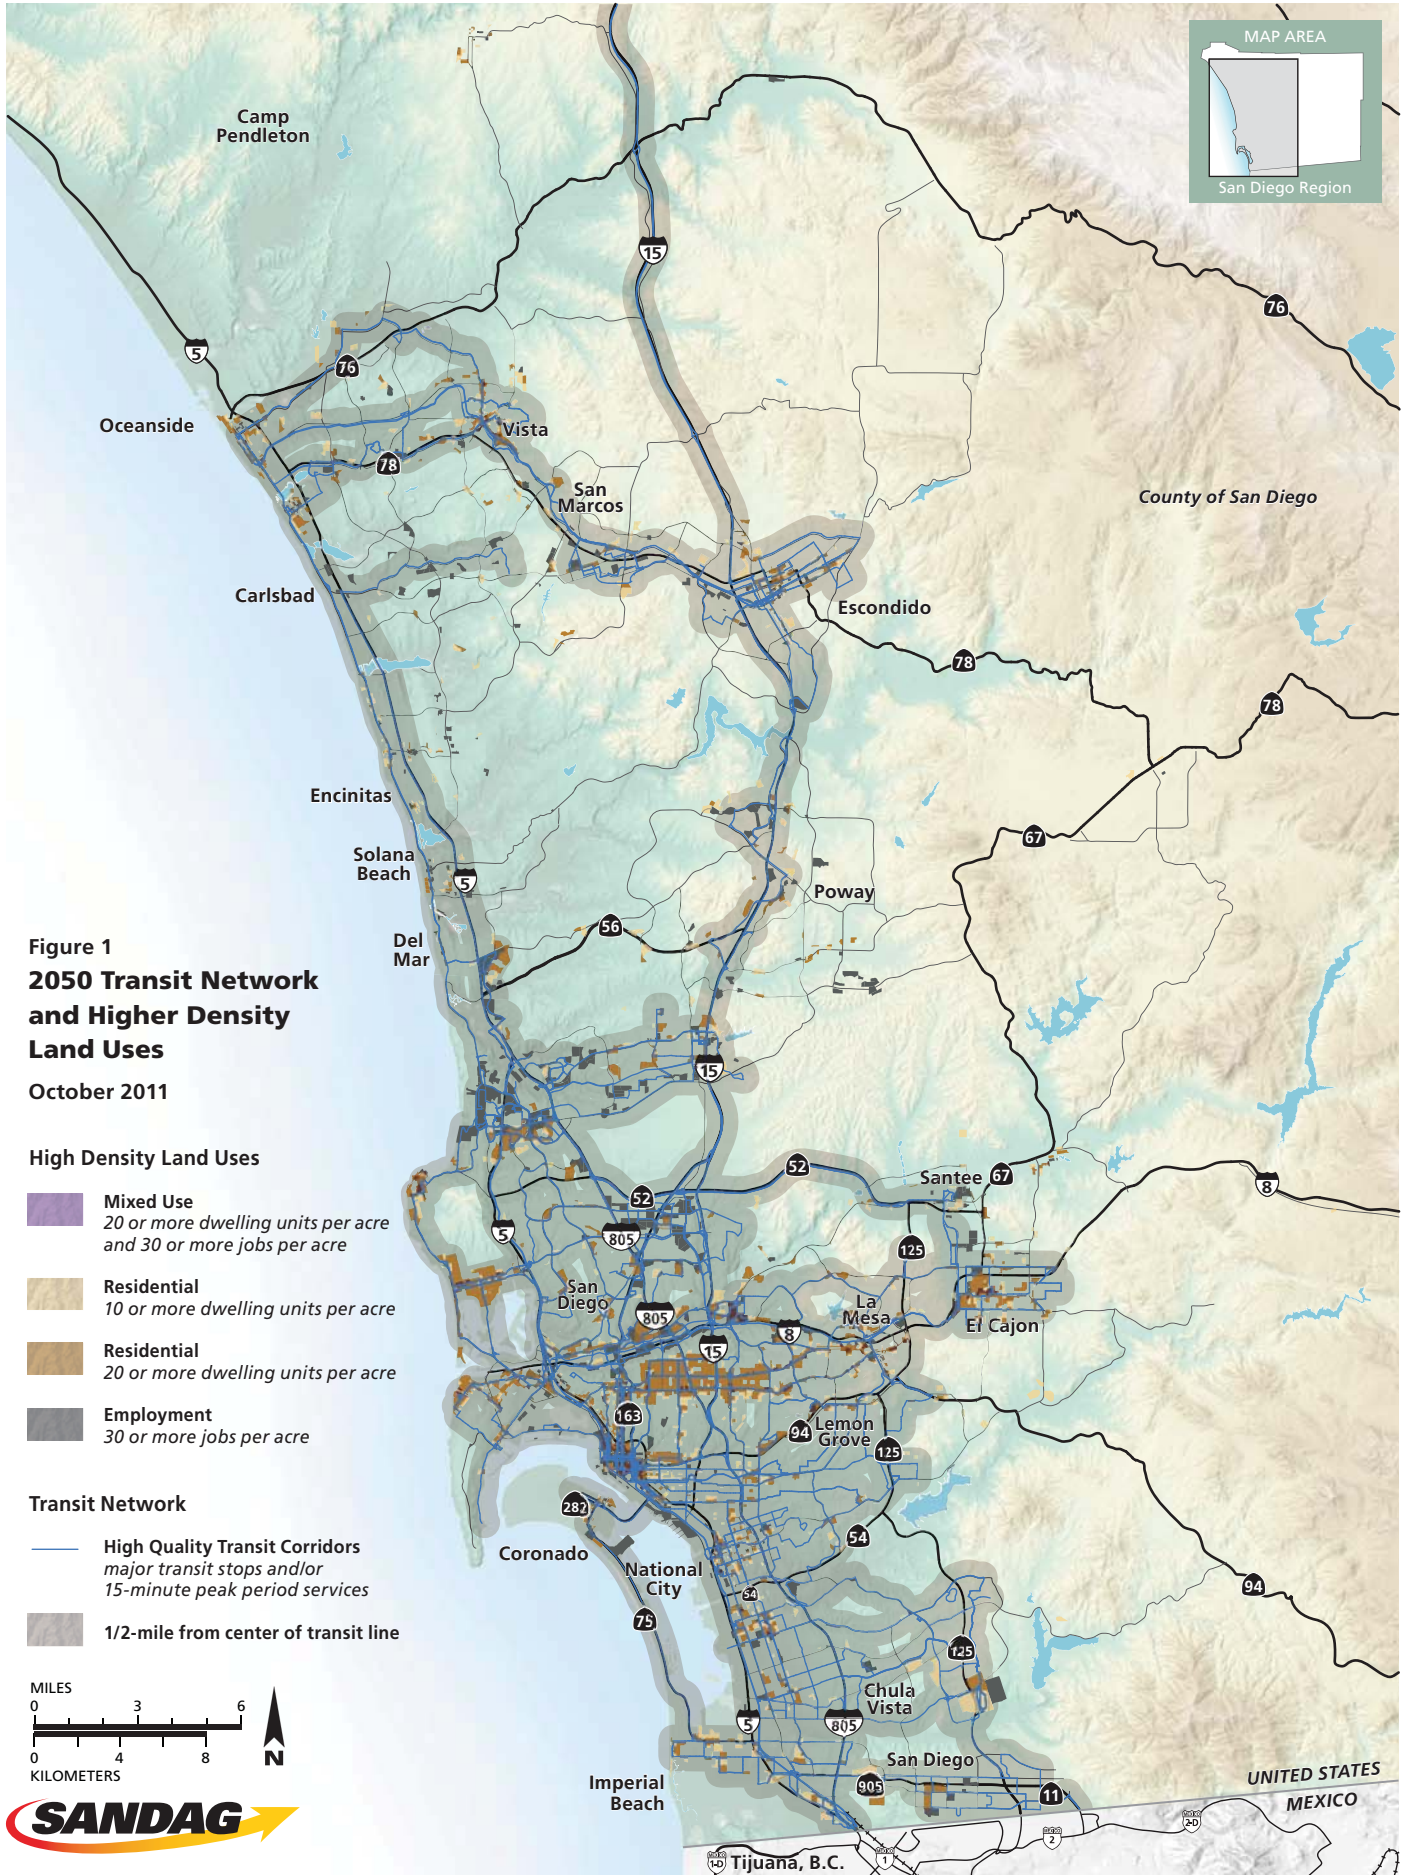 MAP AREA
San Diego Region
Camp
Pendleton
15
76
5
76
Oceanside
Vista
78
San
Marcos
County of San Diego
Carlsbad
Escondido
78
78
Encinitas
67
Solana
Beach
5
Poway
56
Del
Mar
Figure 1
2050 Transit Network
and Higher Density
Land Uses
October 2011
15
High Density Land Uses
Mixed Use
20 or more dwelling units per acre
and 30 or more jobs per acre
Residential
10 or more dwelling units per acre
Residential
20 or more dwelling units per acre
Employment
30 or more jobs per acre
Transit Network
High Quality Transit Corridors
major transit stops and/or
15-minute peak period services
1/2-mile from center of transit line
52
Santee
67
8
52
5
805
125
San
Diego
La
Mesa
805
8
El Cajon
15
163
94
Lemon
Grove
125
282
54
Coronado
National
City
54
94
75
125
Chula
Vista
5
805
San Diego
905
11
Imperial
Beach
UNITED STATES
MEXICO
MILES
0 3 6
0 4 8
KILOMETERS
N
SANDAG
1-D
Tijuana, B.C.
1
2
2-D